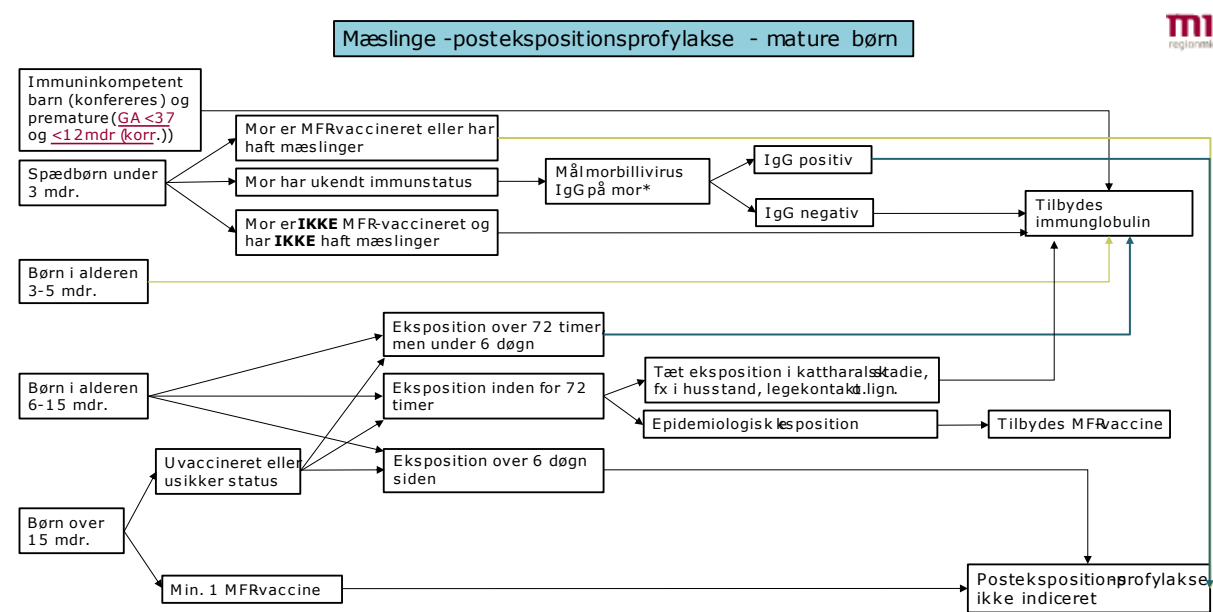 Mæslinge -postekspositionsprofylakse - mature børn
regionmi
Immuninkompetent
barn (konfereres) og
premature (GA <37
og <12mdr (korr.))
Mor er MFR-vaccineret eller har
haft mæslinger
Spædbørn under
3 mdr.
Mor har ukendt immunstatus
Mål morbillivirus
IgG på mor*
IgG positiv
IgG negativ
Mor er IKKE MFR-vaccineret og
har IKKE haft mæslinger
Tilbydes
immunglobulin
Børn i alderen
3-5 mdr.
Eksposition over 72 timer,
men under 6 døgn
Børn i alderen
6-15 mdr.
Eksposition inden for 72
timer
Tæt eksposition i kattharalsk stadie,
fx i husstand, legekontakt o.lign.
Epidemiologisk eksposition
Tilbydes MFR-vaccine
Uvaccineret eller
usikker status
Eksposition over 6 døgn
siden
Børn over
15 mdr.
Min. 1 MFR-vaccine
Postekspositions-profylakse
ikke indiceret